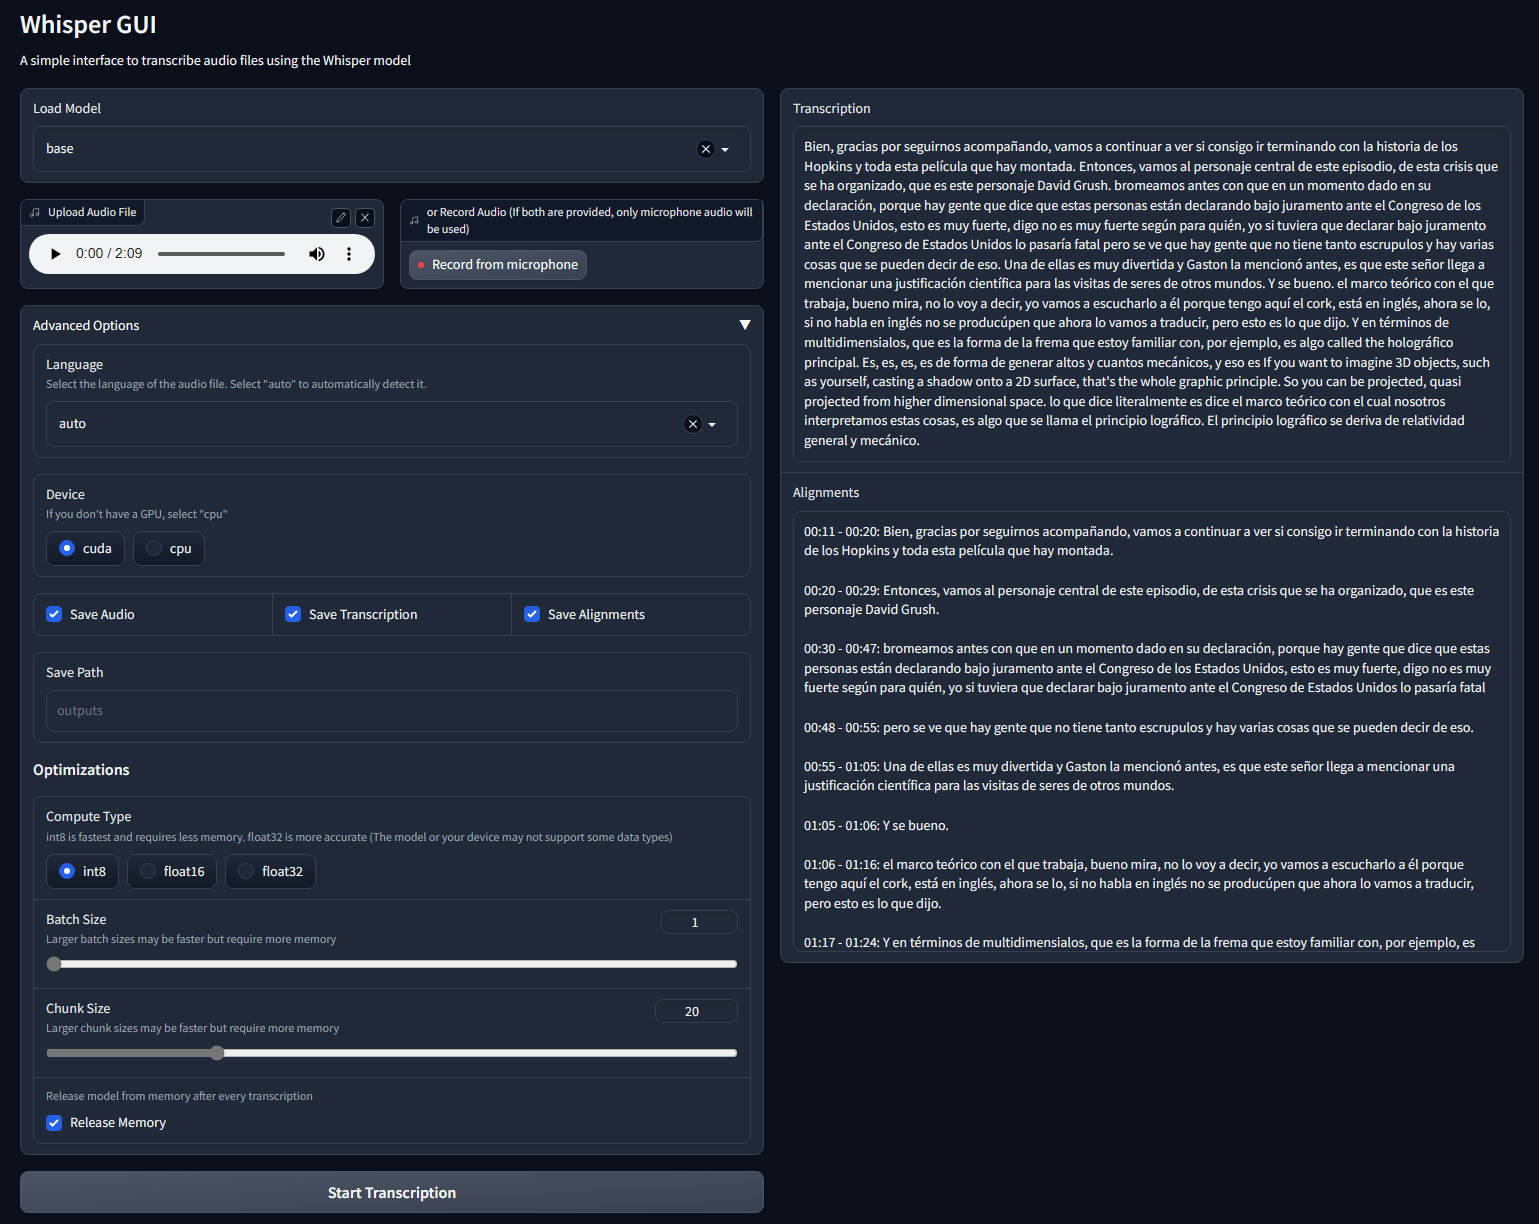 Whisper GUI
A simple interface to transcribe audio files using the Whisper model
Load Model
base
Upload Audio File
0:00 / 2:09
or Record Audio (If both are provided, only microphone audio will
be used)
Record from microphone
Advanced Options
Language
Select the language of the audio file. Select "auto" to automatically detect it.
auto
Device
If you don't have a GPU, select "cpu"
cuda
cpu
Save Audio
Save Transcription
Save Alignments
Save Path
outputs
Optimizations
Compute Type
int8 is fastest and requires less memory. float32 is more accurate (The model or your device may not support some data types)
int8
float16
float32
Batch Size
1
Larger batch sizes may be faster but require more memory
Chunk Size
20
Larger chunk sizes may be faster but require more memory
Release model from memory after every transcription
Release Memory
Start Transcription
Transcription
Bien, gracias por seguirnos acompañando, vamos a continuar a ver si consigo ir terminando con la historia de los
Hopkins y toda esta película que hay montada. Entonces, vamos al personaje central de este episodio, de esta crisis que
se ha organizado, que es este personaje David Grush. bromeamos antes con que en un momento dado en su
declaración, porque hay gente que dice que estas personas están declarando bajo juramento ante el Congreso de los
Estados Unidos, esto es muy fuerte, digo no es muy fuerte según para quién, yo si tuviera que declarar bajo juramento
ante el Congreso de Estados Unidos lo pasaría fatal pero se ve que hay gente que no tiene tanto escrupulos y hay varias
cosas que se pueden decir de eso. Una de ellas es muy divertida y Gaston la mencionó antes, es que este señor llega a
mencionar una justificación científica para las visitas de seres de otros mundos. Y se bueno. el marco teórico con el que
trabaja, bueno mira, no lo voy a decir, yo vamos a escucharlo a él porque tengo aquí el cork, está en inglés, ahora se lo,
si no habla en inglés no se producúpen que ahora lo vamos a traducir, pero esto es lo que dijo. Y en términos de
multidimensialos, que es la forma de la frema que estoy familiar con, por ejemplo, es algo called the holográfico
principal. Es, es, es, es de forma de generar altos y cuantos mecánicos, y eso es If you want to imagine 3D objects, such
as yourself, casting a shadow onto a 2D surface, that's the whole graphic principle. So you can be projected, quasi
projected from higher dimensional space. lo que dice literalmente es dice el marco teórico con el cual nosotros
interpretamos estas cosas, es algo que se llama el principio lográfico. El principio lográfico se deriva de relatividad
general y mecánico.
Alignments
00:11 - 00:20: Bien, gracias por seguirnos acompañando, vamos a continuar a ver si consigo ir terminando con la historia
de los Hopkins y toda esta película que hay montada.
00:20 - 00:29: Entonces, vamos al personaje central de este episodio, de esta crisis que se ha organizado, que es este
personaje David Grush.
00:30 - 00:47: bromeamos antes con que en un momento dado en su declaración, porque hay gente que dice que estas
personas están declarando bajo juramento ante el Congreso de los Estados Unidos, esto es muy fuerte, digo no es muy
fuerte según para quién, yo si tuviera que declarar bajo juramento ante el Congreso de Estados Unidos lo pasaría fatal
00:48 - 00:55: pero se ve que hay gente que no tiene tanto escrupulos y hay varias cosas que se pueden decir de eso.
00:55 - 01:05: Una de ellas es muy divertida y Gaston la mencionó antes, es que este señor llega a mencionar una
justificación científica para las visitas de seres de otros mundos.
01:05 - 01:06: Y se bueno.
01:06 - 01:16: el marco teórico con el que trabaja, bueno mira, no lo voy a decir, yo vamos a escucharlo a él porque
tengo aquí el cork, está en inglés, ahora se lo, si no habla en inglés no se producúpen que ahora lo vamos a traducir,
pero esto es lo que dijo.
01:17 - 01:24: Y en términos de multidimensialos, que es la forma de la frema que estoy familiar con, por ejemplo, es